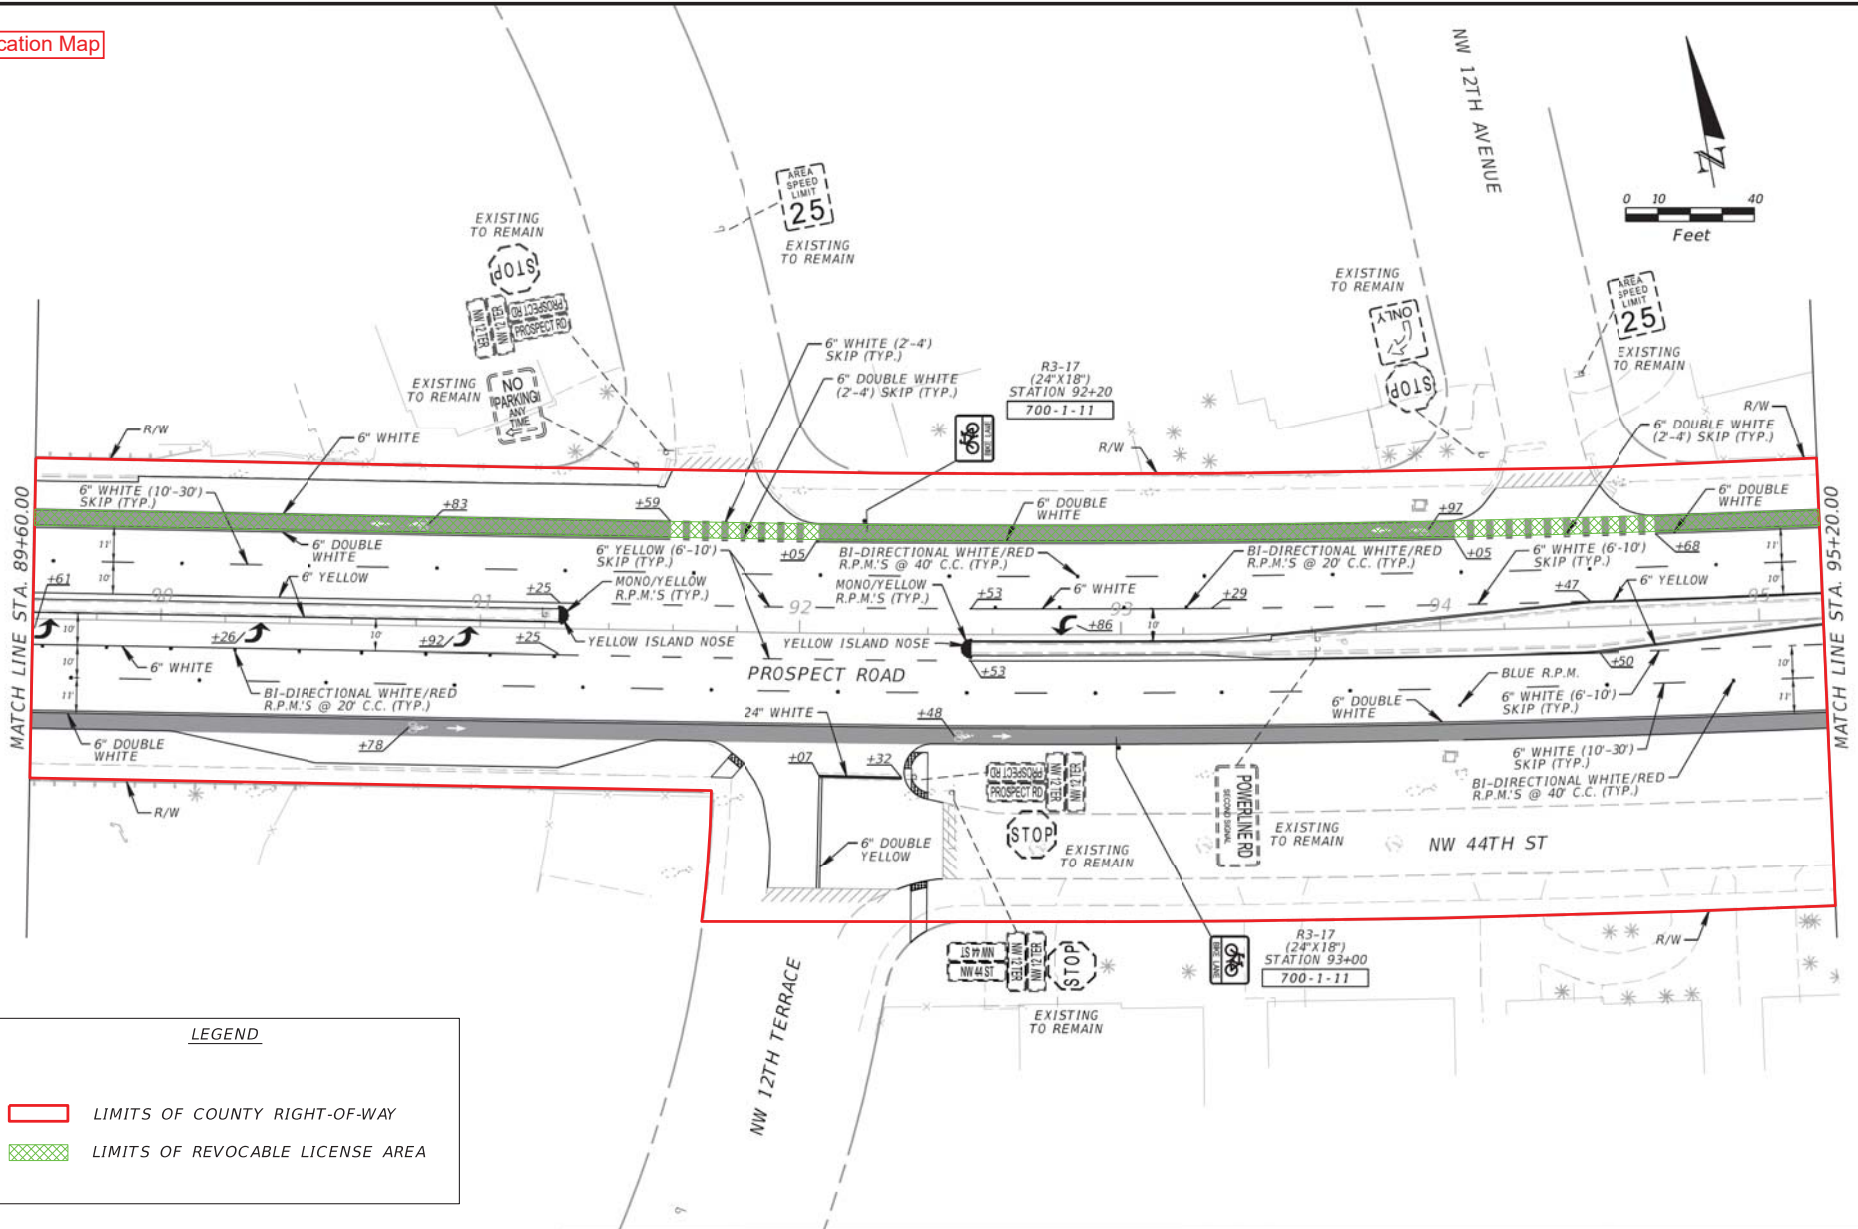 cation Map
NW 12TH AVENUE
0 10 40
Feet
AREA
SPEED
LIMIT
25
EXISTING
TO REMAIN
EXISTING
TO REMAIN
STOP
NW 12 TER
NW 12 TER
PROSPECT RD
PROSPECT RD
EXISTING
TO REMAIN
NO
PARKING
ANY
TIME
EXISTING
TO REMAIN
ONLY
STOP
AREA
SPEED
LIMIT
25
EXISTING
TO REMAIN
6" WHITE (2'-4')
SKIP (TYP.)
6" DOUBLE WHITE
(2'-4') SKIP (TYP.)
R3-17
(24"X18")
STATION 92+20
700-1-11
BIKE LANE
R/W
6" WHITE
R/W
R/W
6" DOUBLE WHITE
(2'-4') SKIP (TYP.)
MATCH LINE STA. 89+60.00
6" WHITE (10'-30')
SKIP (TYP.)
+83
+59
6" DOUBLE
WHITE
+97
6" DOUBLE
WHITE
MATCH LINE STA. 95+20.00
11'
10'
6" DOUBLE
WHITE
6" YELLOW
6" YELLOW (6'-10')
SKIP (TYP.)
+05
BI-DIRECTIONAL WHITE/RED
R.P.M.'S @ 40' C.C. (TYP.)
BI-DIRECTIONAL WHITE/RED
R.P.M.'S @ 20' C.C. (TYP.)
+05
6" WHITE (6'-10')
SKIP (TYP.)
+68
11'
10'
+61
90
91
+25
MONO/YELLOW
R.P.M.'S (TYP.)
92
MONO/YELLOW
R.P.M.'S (TYP.)
+53
6" WHITE
93
+29
94
+47
6" YELLOW
95
10'
+26
10'
+92
+25
YELLOW ISLAND NOSE
YELLOW ISLAND NOSE
+86
10'
10'
6" WHITE
PROSPECT ROAD
+53
+50
10'
11'
BI-DIRECTIONAL WHITE/RED
R.P.M.'S @ 20' C.C. (TYP.)
BLUE R.P.M.
6" WHITE (6'-10')
SKIP (TYP.)
11'
6" DOUBLE
WHITE
+78
24" WHITE
+48
6" DOUBLE
WHITE
6" WHITE (10'-30')
SKIP (TYP.)
BI-DIRECTIONAL WHITE/RED
R.P.M.'S @ 40' C.C. (TYP.)
R/W
+07
+32
PROSPECT RD
PROSPECT RD
NW 12 TER
NW 12 TER
STOP
EXISTING
TO REMAIN
POWERLINE RD
SECOND SIGNAL
EXISTING
TO REMAIN
NW 44TH ST
6" DOUBLE
YELLOW
NW 44 ST
NW 44 ST
NW 12 TER
NW 12 TER
STOP
EXISTING
TO REMAIN
BIKE LANE
R3-17
(24"X18")
STATION 93+00
700-1-11
R/W
NW 12TH TERRACE
LEGEND
LIMITS OF COUNTY RIGHT-OF-WAY
LIMITS OF REVOCABLE LICENSE AREA